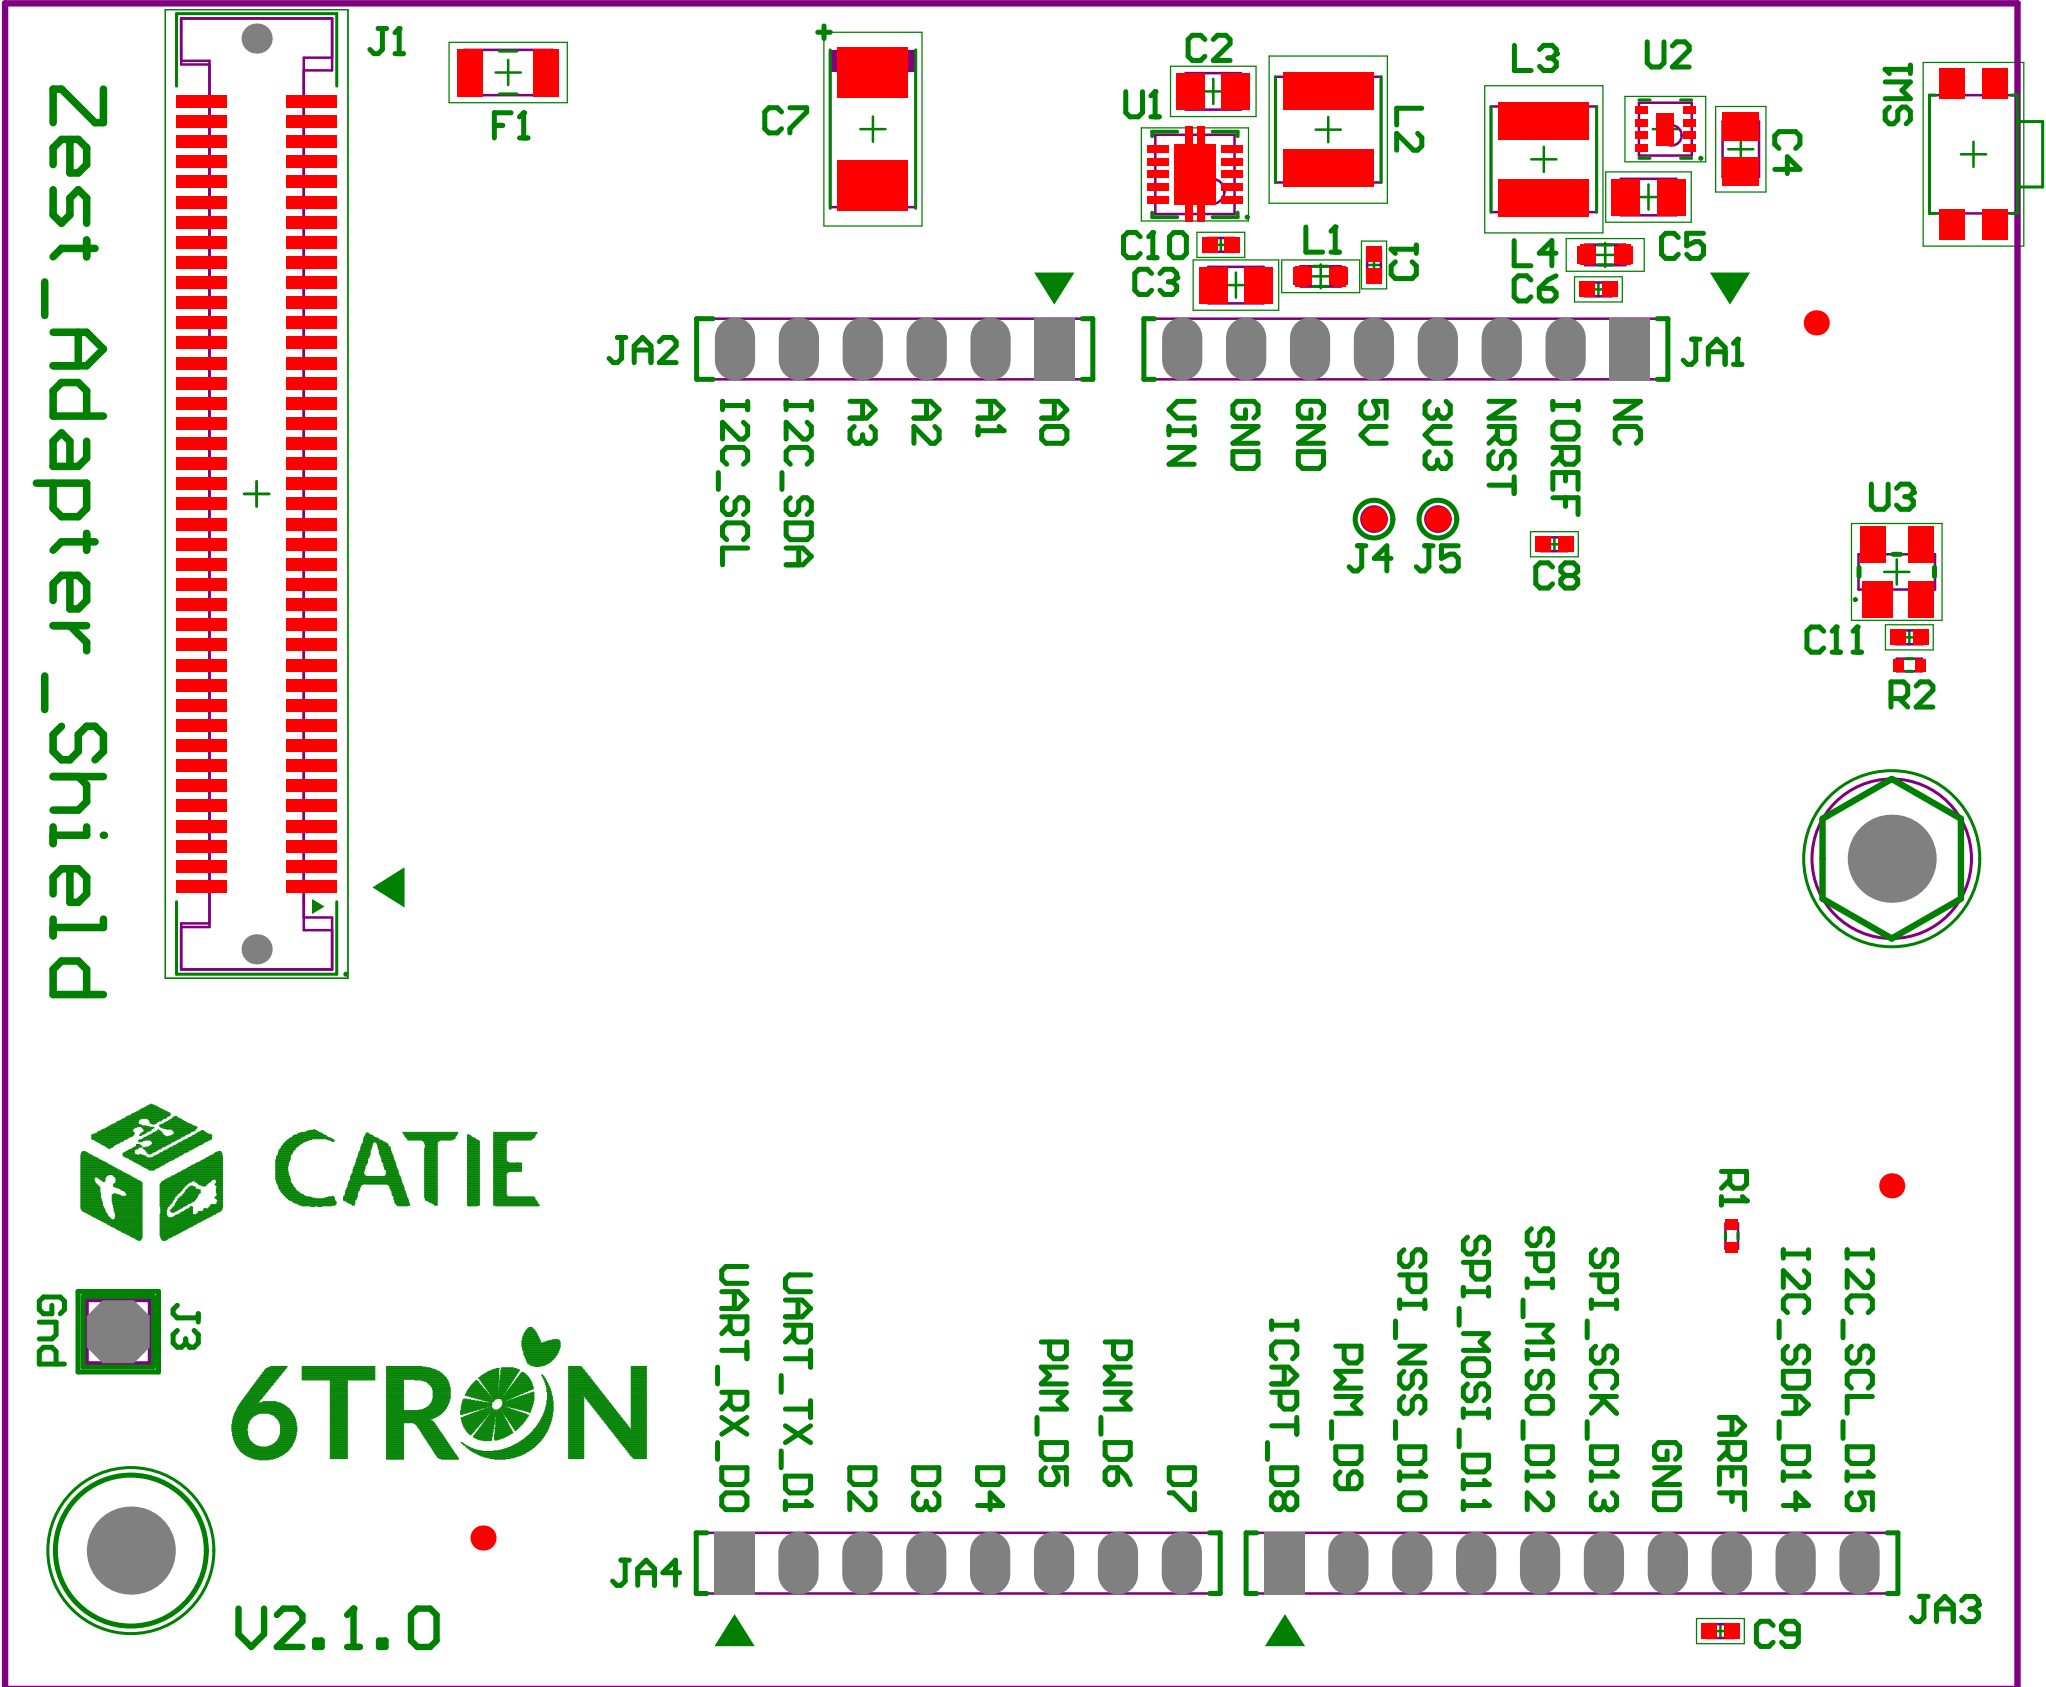 J1
F1
C7
C2
U1
L2
L3
U2
C4
SW1
C10
C3
L1
C1
L4
C6
C5
JA2
JA1
I2C_SCL
I2C_SDA
A3
A2
A1
A0
VIN
GND
GND
5V
3V3
NRST
IOREF
NC
J4
J5
C8
U3
C11
R2
Zest_Adapter_Shield
CATIE
R1
Gnd
J3
6TRON
UART_RX_D0
UART_TX_D1
D2
D3
D4
PWM_D5
PWM_D6
D7
ICAPT_D8
PWM_D9
SPI_NSS_D10
SPI_MOSI_D11
SPI_MISO_D12
SPI_SCK_D13
GND
AREF
I2C_SDA_D14
I2C_SCL_D15
JA4
JA3
C9
V2.1.0